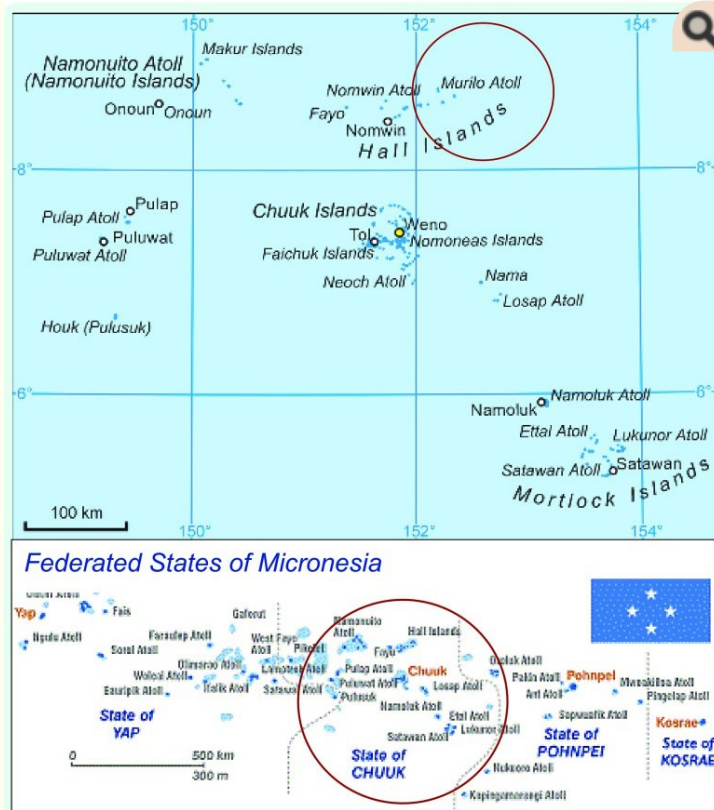 150°
152°
154°
Namonuito Atoll
(Namonuito Islands)
Makur Islands
Onoun
Onoun
Nomwin Atoll
Murilo Atoll
Fayo
Nomwin
Hall Islands
8°
8°
Pulap
Pulap Atoll
Puluwat
Puluwat Atoll
Chuuk Islands
Weno
Tol
Nomoneas Islands
Faichuk Islands
Neoch Atoll
Nama
Losap Atoll
Houk (Pulusuk)
6°
6°
Namoluk Atoll
Namoluk
Ettal Atoll
Lukunor Atoll
Satawan Atoll
Satawan
Mortlock Islands
100 km
150°
152°
154°
Federated States of Micronesia
Yap
Fais
Ngulu Atoll
Sorol Atoll
Gaferut
Faraulep Atoll
West Fayo
Atoll
Pikelot
Namonuito
Atoll
Hall Islands
Fayu
Olimarao Atoll
Lamotrek Atoll
Pulap Atoll
Chuuk
Oroluk Atoll
Pohnpei
Woleai Atoll
Puluwat Atoll
Pakin Atoll
Mwoakilloa Atoll
Eauripik Atoll
Ifalik Atoll
Satawal Atoll
Pulusuk
Losap Atoll
Ant Atoll
Pingelap Atoll
Namoluk Atoll
Etal Atoll
Sapwuafik Atoll
Kosrae
State of
YAP
Satawan Atoll
Lukunor Atoll
State of
POHNPEI
State of
KOSRAE
State of
CHUUK
0
500 km
300 m
Nukuoro Atoll
Kapingamarangi Atoll